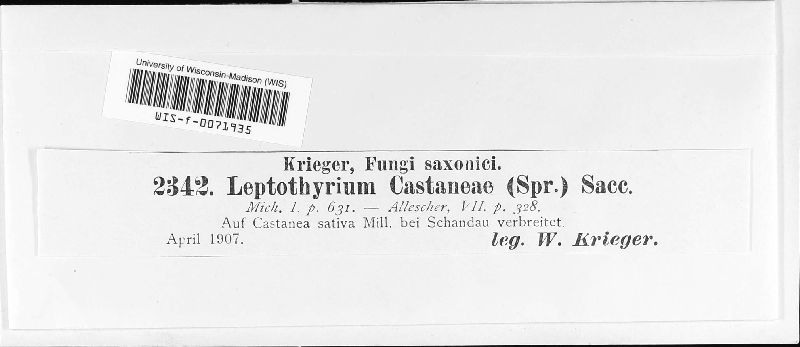 University of Wisconsin-Madison (WIS)
WIS-f-0071935
Krieger, Fungi saxonici.
2342. Leptothyrium Castaneae (Spr.) Sacc.
Mich. I. p. 631. — Allescher, VII. p. 328.
Auf Castanea sativa Mill. bei Schandau verbreitet.
April 1907. leg. W. Krieger.